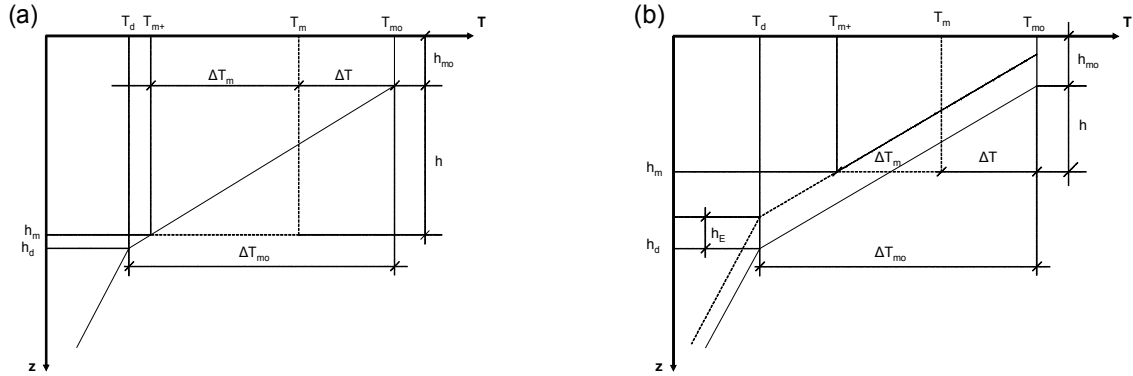 (a)
T_d T_m+ T_m T_mo T
h_mo
ΔT_m ΔT
h
h_m
h_d
ΔT_mo
z
(b)
T_d T_m+ T_m T_mo T
h_mo
h
ΔT_m ΔT
h_m
h_E
h_d
ΔT_mo
z